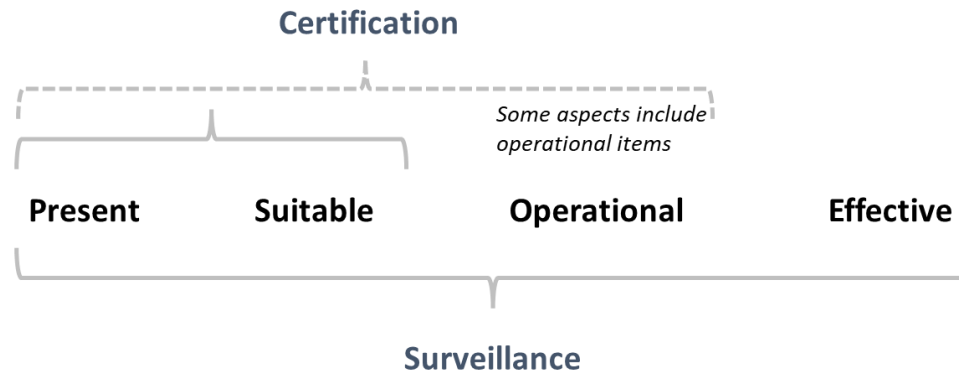 Certification
Some aspects include
operational items
Present Suitable Operational Effective
Surveillance